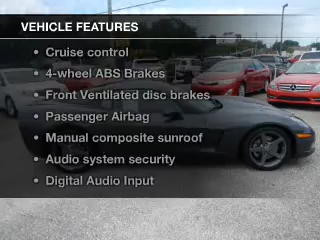 VEHICLE FEATURES
• Cruise control
• 4-wheel ABS Brakes
• Front Ventilated disc brakes
• Passenger Airbag
• Manual composite sunroof
• Audio system security
• Digital Audio Input